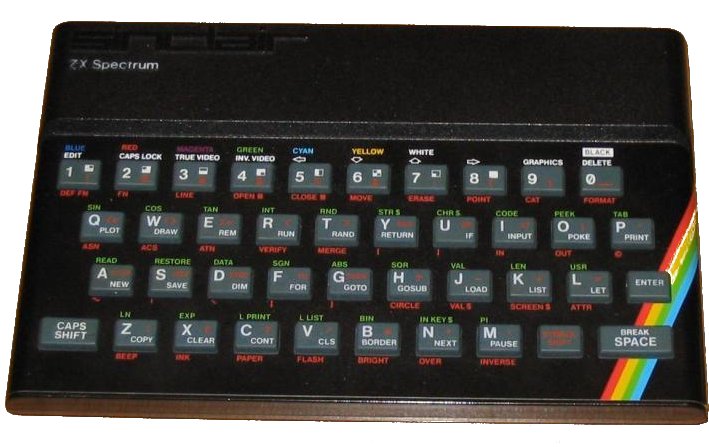 sinclair
ZX Spectrum
BLUE RED MAGENTA GREEN CYAN YELLOW WHITE BLACK
EDIT CAPS LOCK TRUE VIDEO INV. VIDEO GRAPHICS DELETE
1 2 3 4 5 6 7 8 9 0
DEF FN FN LINE OPEN # CLOSE # MOVE ERASE POINT CAT FORMAT
SIN COS TAN INT RND STR $ CHR $ CODE PEEK TAB
Q W E R T Y U I O P
PLOT DRAW REM RUN RAND RETURN IF INPUT POKE PRINT
ASN ACS ATN VERIFY MERGE [ ] IN OUT ©
READ RESTORE DATA SGN ABS SQR VAL LEN USR
A S D F G H J K L ENTER
NEW SAVE DIM FOR GOTO GOSUB LOAD LIST LET
~ | \ { } CIRCLE VAL $ SCREEN $ ATTR
LN EXP L PRINT L LIST BIN IN KEY $ PI
CAPS SHIFT Z X C V B N M SYMBOL SHIFT BREAK SPACE
COPY CLEAR CONT CLS BORDER NEXT PAUSE
BEEP INK PAPER FLASH BRIGHT OVER INVERSE